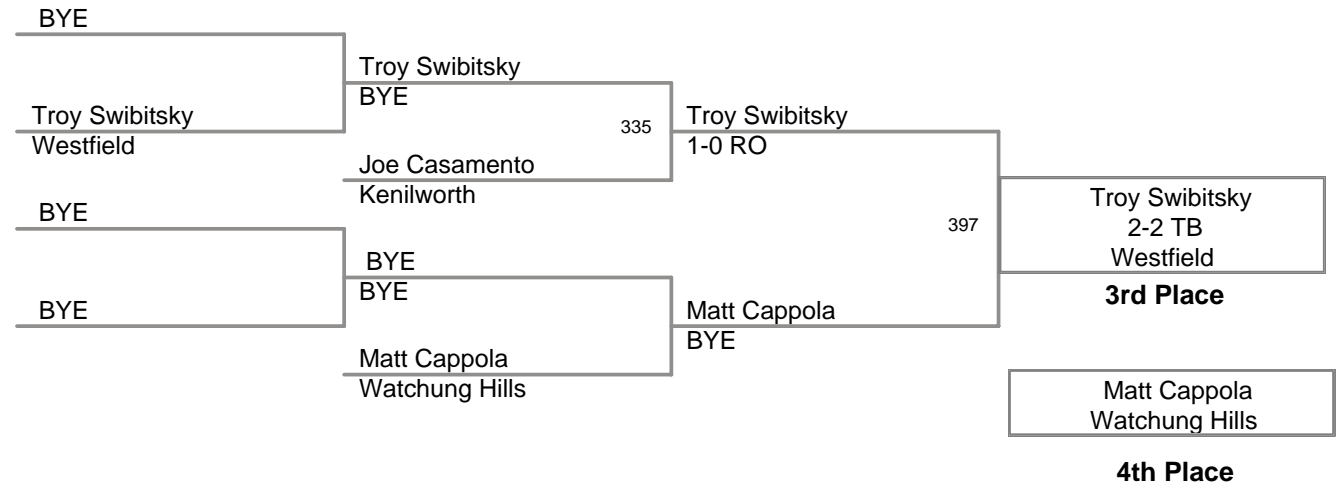 BYE
Troy Swibitsky
BYE
Troy Swibitsky
Westfield
335
Troy Swibitsky
1-0 RO
Joe Casamento
Kenilworth
BYE
397
Troy Swibitsky
2-2 TB
Westfield
3rd Place
BYE
BYE
BYE
Matt Cappola
BYE
Matt Cappola
Watchung Hills
Matt Cappola
Watchung Hills
4th Place